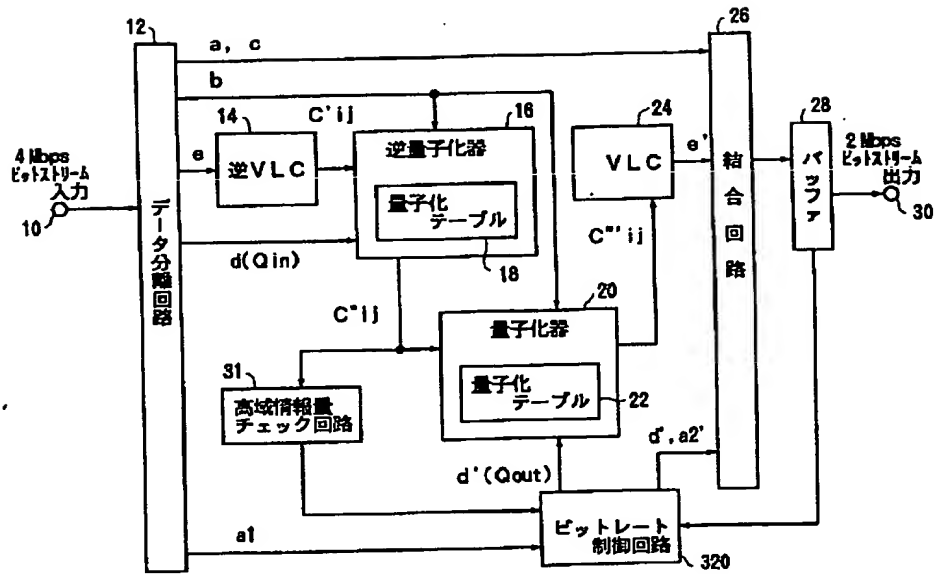 12
26
a, c
b
C'ij
14
16
24
28
4 Mbps
ビットストリーム
入力
10
e
逆VLC
逆量子化器
量子化
テーブル
18
VLC
e'
結合回路
バッファ
2 Mbps
ビットストリーム
出力
30
データ分離回路
d(Qin)
C"ij
C"'ij
20
量子化器
量子化
テーブル
22
31
高域情報量
チェック回路
d'(Qout)
d',a2'
a1
ビットレート
制御回路
320